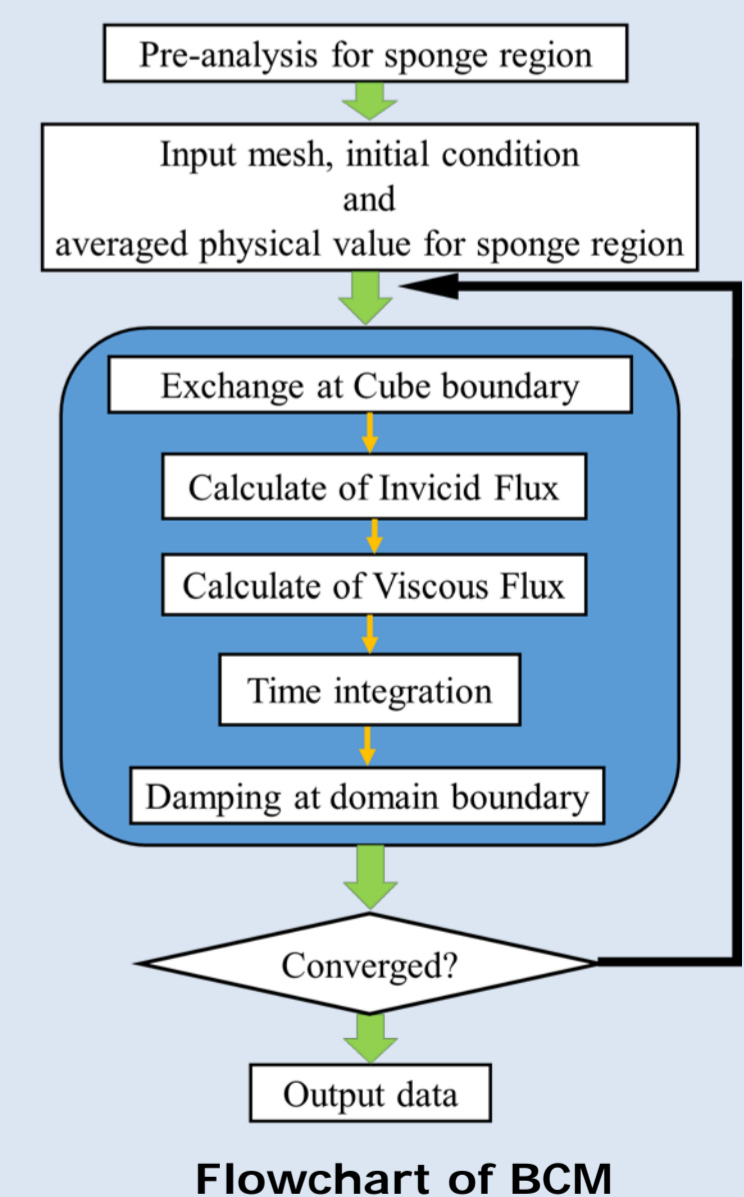 Pre-analysis for sponge region
Input mesh, initial condition
and
averaged physical value for sponge region
Exchange at Cube boundary
Calculate of Invicid Flux
Calculate of Viscous Flux
Time integration
Damping at domain boundary
Converged?
Output data
Flowchart of BCM